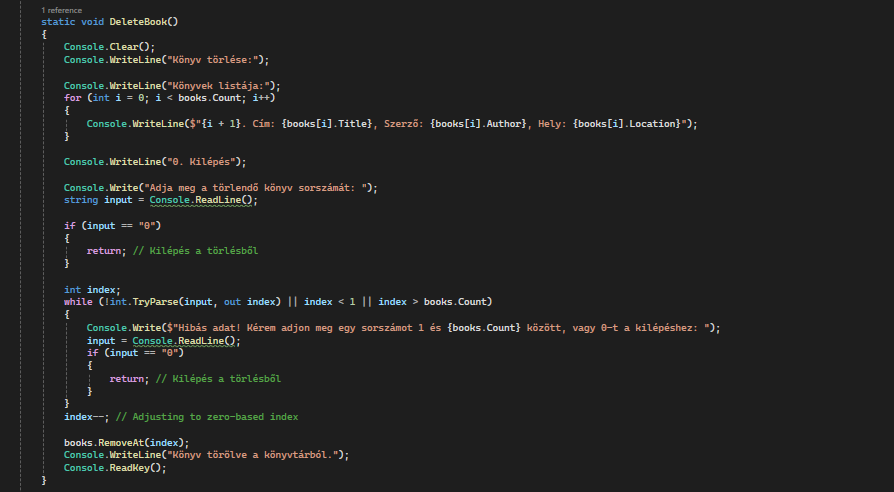 1 reference
static void DeleteBook()
{
Console.Clear();
Console.WriteLine("Könyv törlése:");
Console.WriteLine("Könyvek listája:");
for (int i = 0; i < books.Count; i++)
{
Console.WriteLine($"{i + 1}. Cím: {books[i].Title}, Szerző: {books[i].Author}, Hely: {books[i].Location}");
}
Console.WriteLine("0. Kilépés");
Console.Write("Adja meg a törlendő könyv sorszámát: ");
string input = Console.ReadLine();
if (input == "0")
{
return; // Kilépés a törlésből
}
int index;
while (!int.TryParse(input, out index) || index < 1 || index > books.Count)
{
Console.Write($"Hibás adat! Kérem adjon meg egy sorszámot 1 és {books.Count} között, vagy 0-t a kilépéshez: ");
input = Console.ReadLine();
if (input == "0")
{
return; // Kilépés a törlésből
}
}
index--; // Adjusting to zero-based index
books.RemoveAt(index);
Console.WriteLine("Könyv törölve a könyvtárból.");
Console.ReadKey();
}